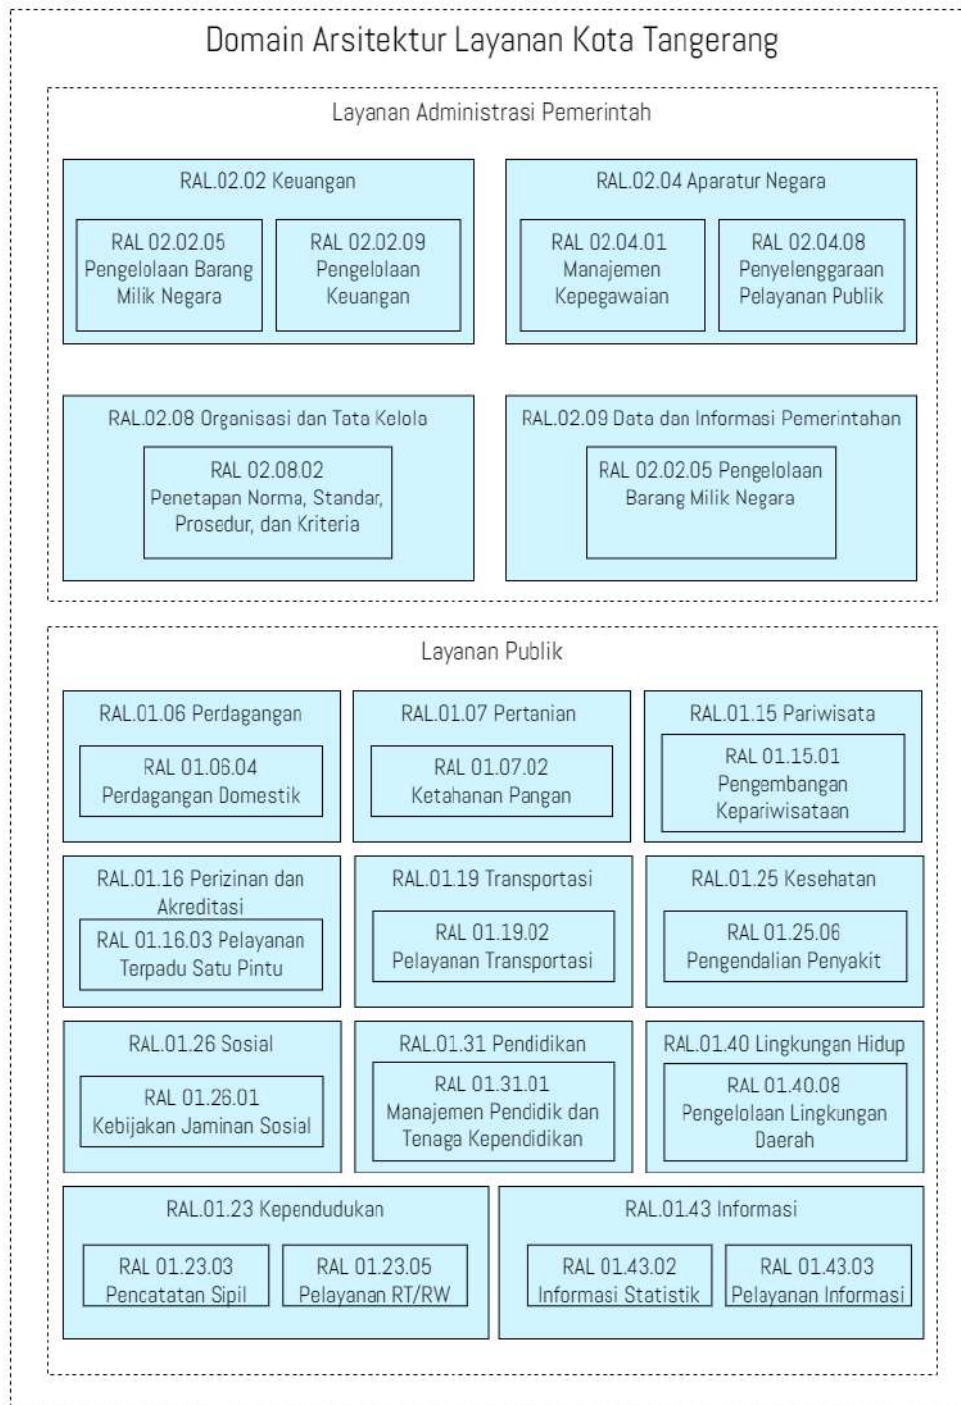 Domain Arsitektur Layanan Kota Tangerang
Layanan Administrasi Pemerintah
RAL.02.02 Keuangan
RAL 02.02.05
Pengelolaan Barang
Milik Negara
RAL 02.02.09
Pengelolaan
Keuangan
RAL.02.04 Aparatur Negara
RAL 02.04.01
Manajemen
Kepegawaian
RAL 02.04.08
Penyelenggaraan
Pelayanan Publik
RAL.02.08 Organisasi dan Tata Kelola
RAL 02.08.02
Penetapan Norma, Standar,
Prosedur, dan Kriteria
RAL.02.09 Data dan Informasi Pemerintahan
RAL 02.02.05 Pengelolaan
Barang Milik Negara
Layanan Publik
RAL.01.06 Perdagangan
RAL 01.06.04
Perdagangan Domestik
RAL.01.07 Pertanian
RAL 01.07.02
Ketahanan Pangan
RAL.01.15 Pariwisata
RAL 01.15.01
Pengembangan
Kepariwisataan
RAL.01.16 Perizinan dan
Akreditasi
RAL 01.16.03 Pelayanan
Terpadu Satu Pintu
RAL.01.19 Transportasi
RAL 01.19.02
Pelayanan Transportasi
RAL.01.25 Kesehatan
RAL 01.25.06
Pengendalian Penyakit
RAL.01.26 Sosial
RAL 01.26.01
Kebijakan Jaminan Sosial
RAL.01.31 Pendidikan
RAL 01.31.01
Manajemen Pendidik dan
Tenaga Kependidikan
RAL.01.40 Lingkungan Hidup
RAL 01.40.08
Pengelolaan Lingkungan
Daerah
RAL.01.23 Kependudukan
RAL 01.23.03
Pencatatan Sipil
RAL 01.23.05
Pelayanan RT/RW
RAL.01.43 Informasi
RAL 01.43.02
Informasi Statistik
RAL 01.43.03
Pelayanan Informasi